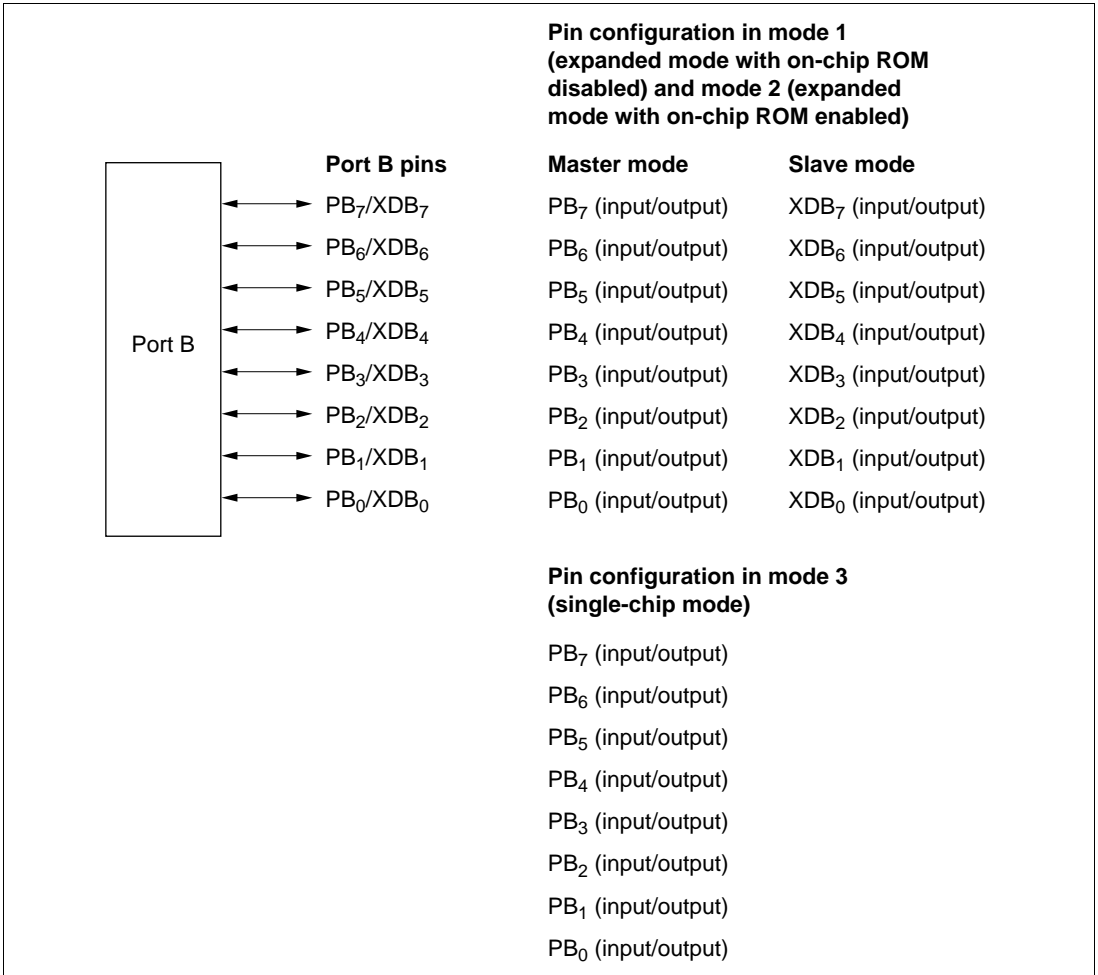 Pin configuration in mode 1
(expanded mode with on-chip ROM
disabled) and mode 2 (expanded
mode with on-chip ROM enabled)
Port B pins Master mode Slave mode
PB₇/XDB₇ PB₇ (input/output) XDB₇ (input/output)
PB₆/XDB₆ PB₆ (input/output) XDB₆ (input/output)
PB₅/XDB₅ PB₅ (input/output) XDB₅ (input/output)
PB₄/XDB₄ PB₄ (input/output) XDB₄ (input/output)
Port B
PB₃/XDB₃ PB₃ (input/output) XDB₃ (input/output)
PB₂/XDB₂ PB₂ (input/output) XDB₂ (input/output)
PB₁/XDB₁ PB₁ (input/output) XDB₁ (input/output)
PB₀/XDB₀ PB₀ (input/output) XDB₀ (input/output)
Pin configuration in mode 3
(single-chip mode)
PB₇ (input/output)
PB₆ (input/output)
PB₅ (input/output)
PB₄ (input/output)
PB₃ (input/output)
PB₂ (input/output)
PB₁ (input/output)
PB₀ (input/output)